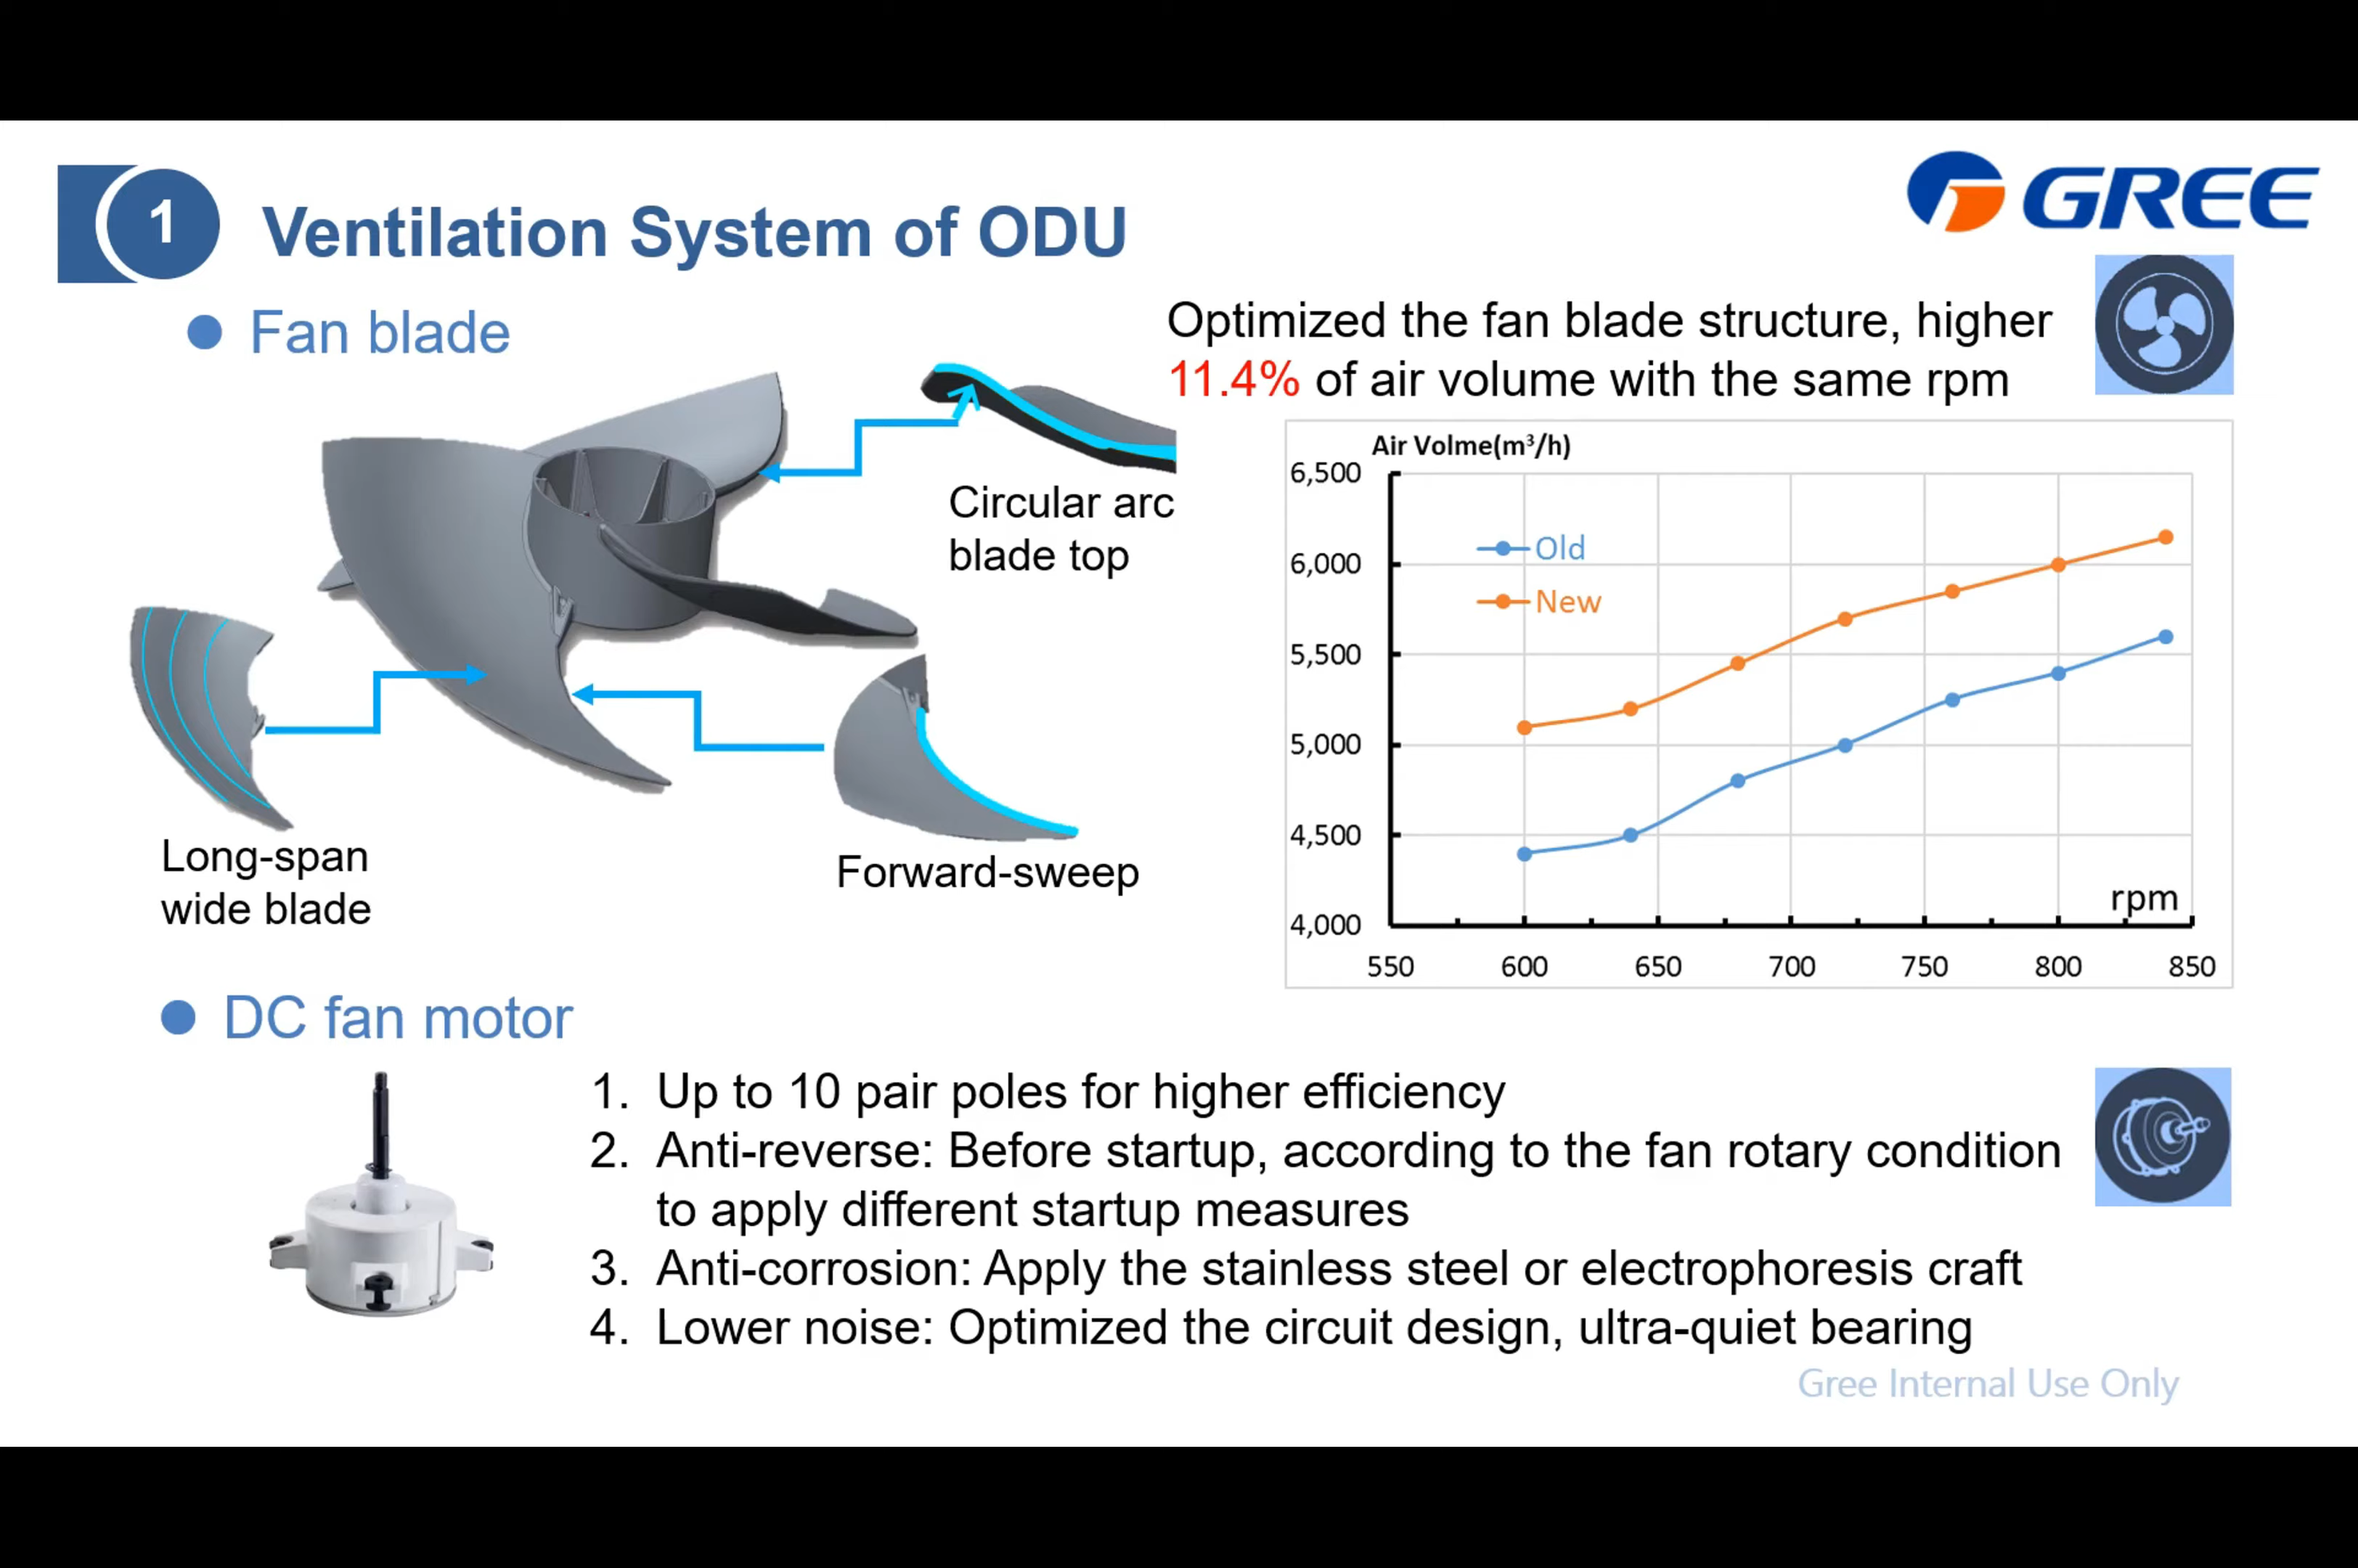 1
Ventilation System of ODU
GREE
Fan blade
Optimized the fan blade structure, higher
11.4% of air volume with the same rpm
Circular arc
blade top
Long-span
wide blade
Forward-sweep
Air Volme(m³/h)
6,500
6,000
5,500
5,000
4,500
4,000
Old
New
rpm
550 600 650 700 750 800 850
DC fan motor
1. Up to 10 pair poles for higher efficiency
2. Anti-reverse: Before startup, according to the fan rotary condition
to apply different startup measures
3. Anti-corrosion: Apply the stainless steel or electrophoresis craft
4. Lower noise: Optimized the circuit design, ultra-quiet bearing
Gree Internal Use Only